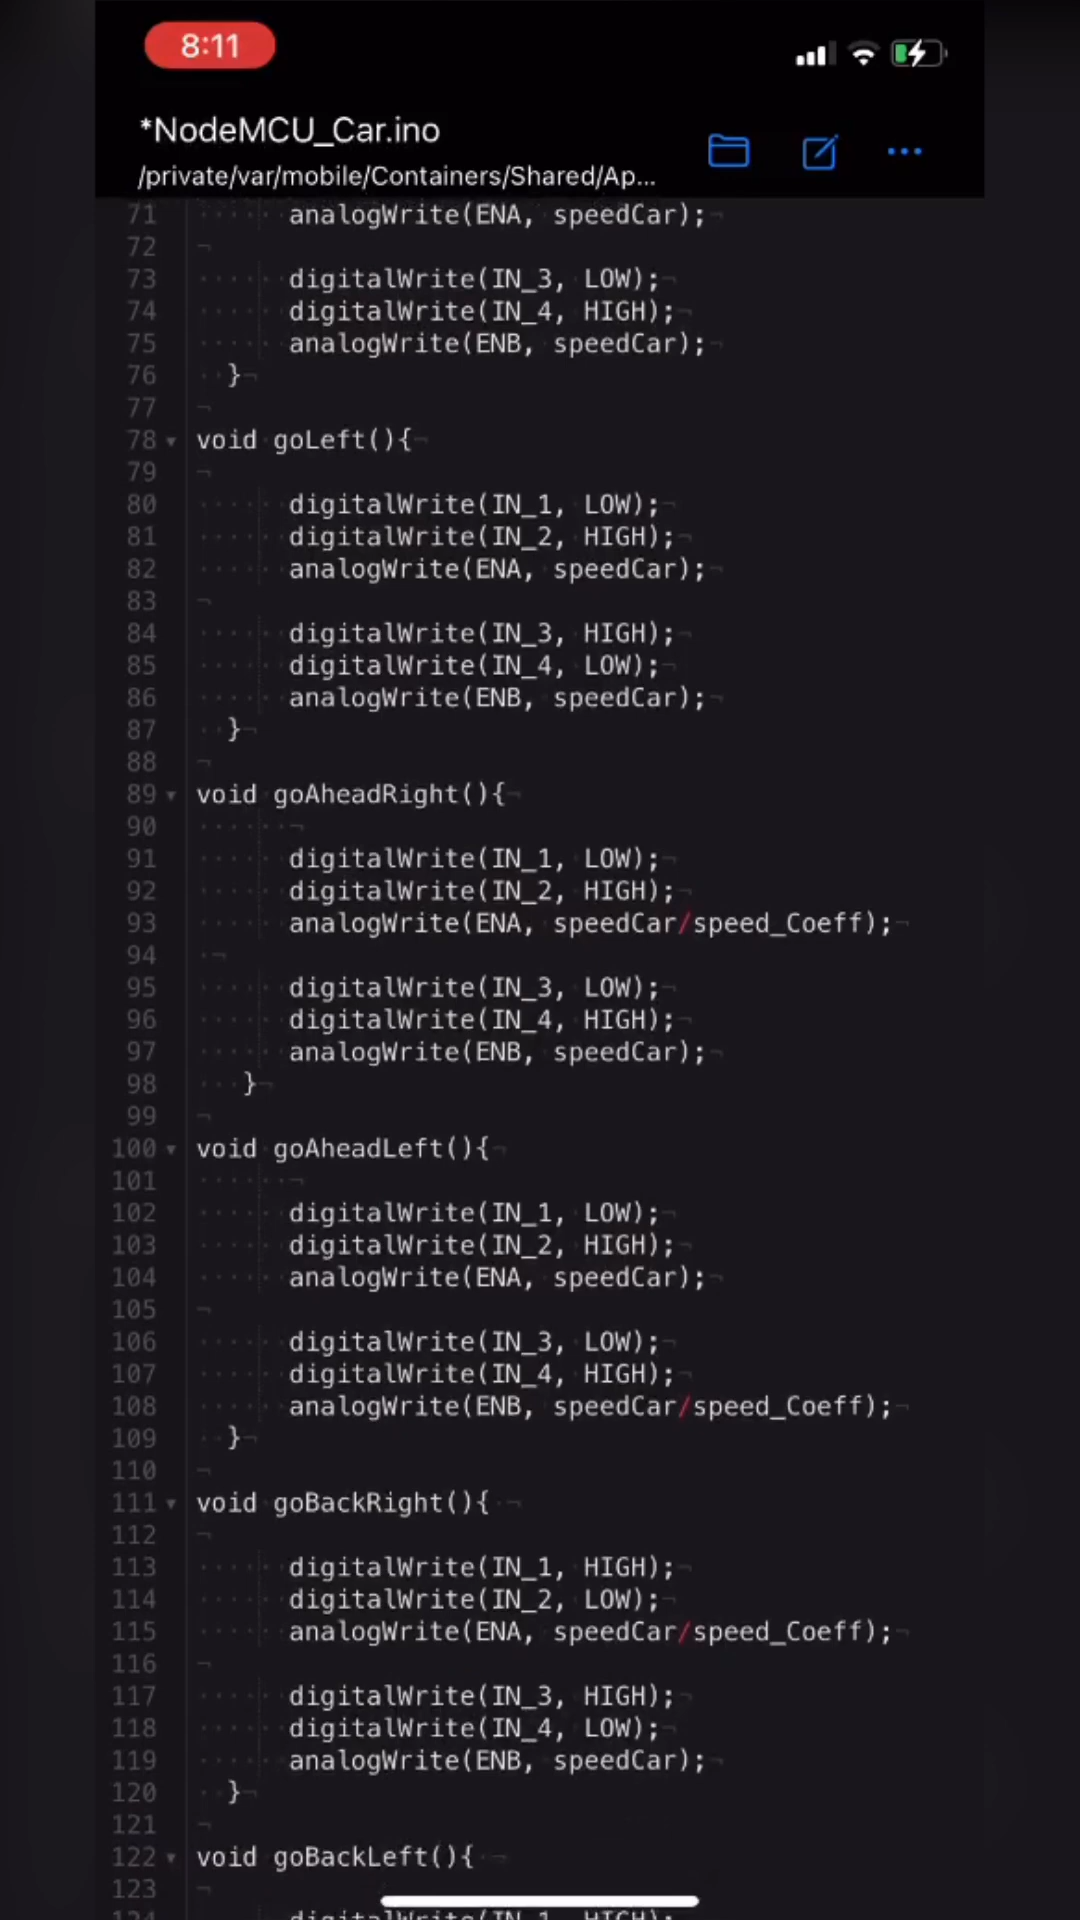 8:11
*NodeMCU_Car.ino
/private/var/mobile/Containers/Shared/Ap...
71 analogWrite(ENA, speedCar);
72
73 digitalWrite(IN_3, LOW);
74 digitalWrite(IN_4, HIGH);
75 analogWrite(ENB, speedCar);
76 }
77
78 void goLeft(){
79
80 digitalWrite(IN_1, LOW);
81 digitalWrite(IN_2, HIGH);
82 analogWrite(ENA, speedCar);
83
84 digitalWrite(IN_3, HIGH);
85 digitalWrite(IN_4, LOW);
86 analogWrite(ENB, speedCar);
87 }
88
89 void goAheadRight(){
90
91 digitalWrite(IN_1, LOW);
92 digitalWrite(IN_2, HIGH);
93 analogWrite(ENA, speedCar/speed_Coeff);
94
95 digitalWrite(IN_3, LOW);
96 digitalWrite(IN_4, HIGH);
97 analogWrite(ENB, speedCar);
98 }
99
100 void goAheadLeft(){
101
102 digitalWrite(IN_1, LOW);
103 digitalWrite(IN_2, HIGH);
104 analogWrite(ENA, speedCar);
105
106 digitalWrite(IN_3, LOW);
107 digitalWrite(IN_4, HIGH);
108 analogWrite(ENB, speedCar/speed_Coeff);
109 }
110
111 void goBackRight(){
112
113 digitalWrite(IN_1, HIGH);
114 digitalWrite(IN_2, LOW);
115 analogWrite(ENA, speedCar/speed_Coeff);
116
117 digitalWrite(IN_3, HIGH);
118 digitalWrite(IN_4, LOW);
119 analogWrite(ENB, speedCar);
120 }
121
122 void goBackLeft(){
123
124 digitalWrite(IN_1, HIGH);